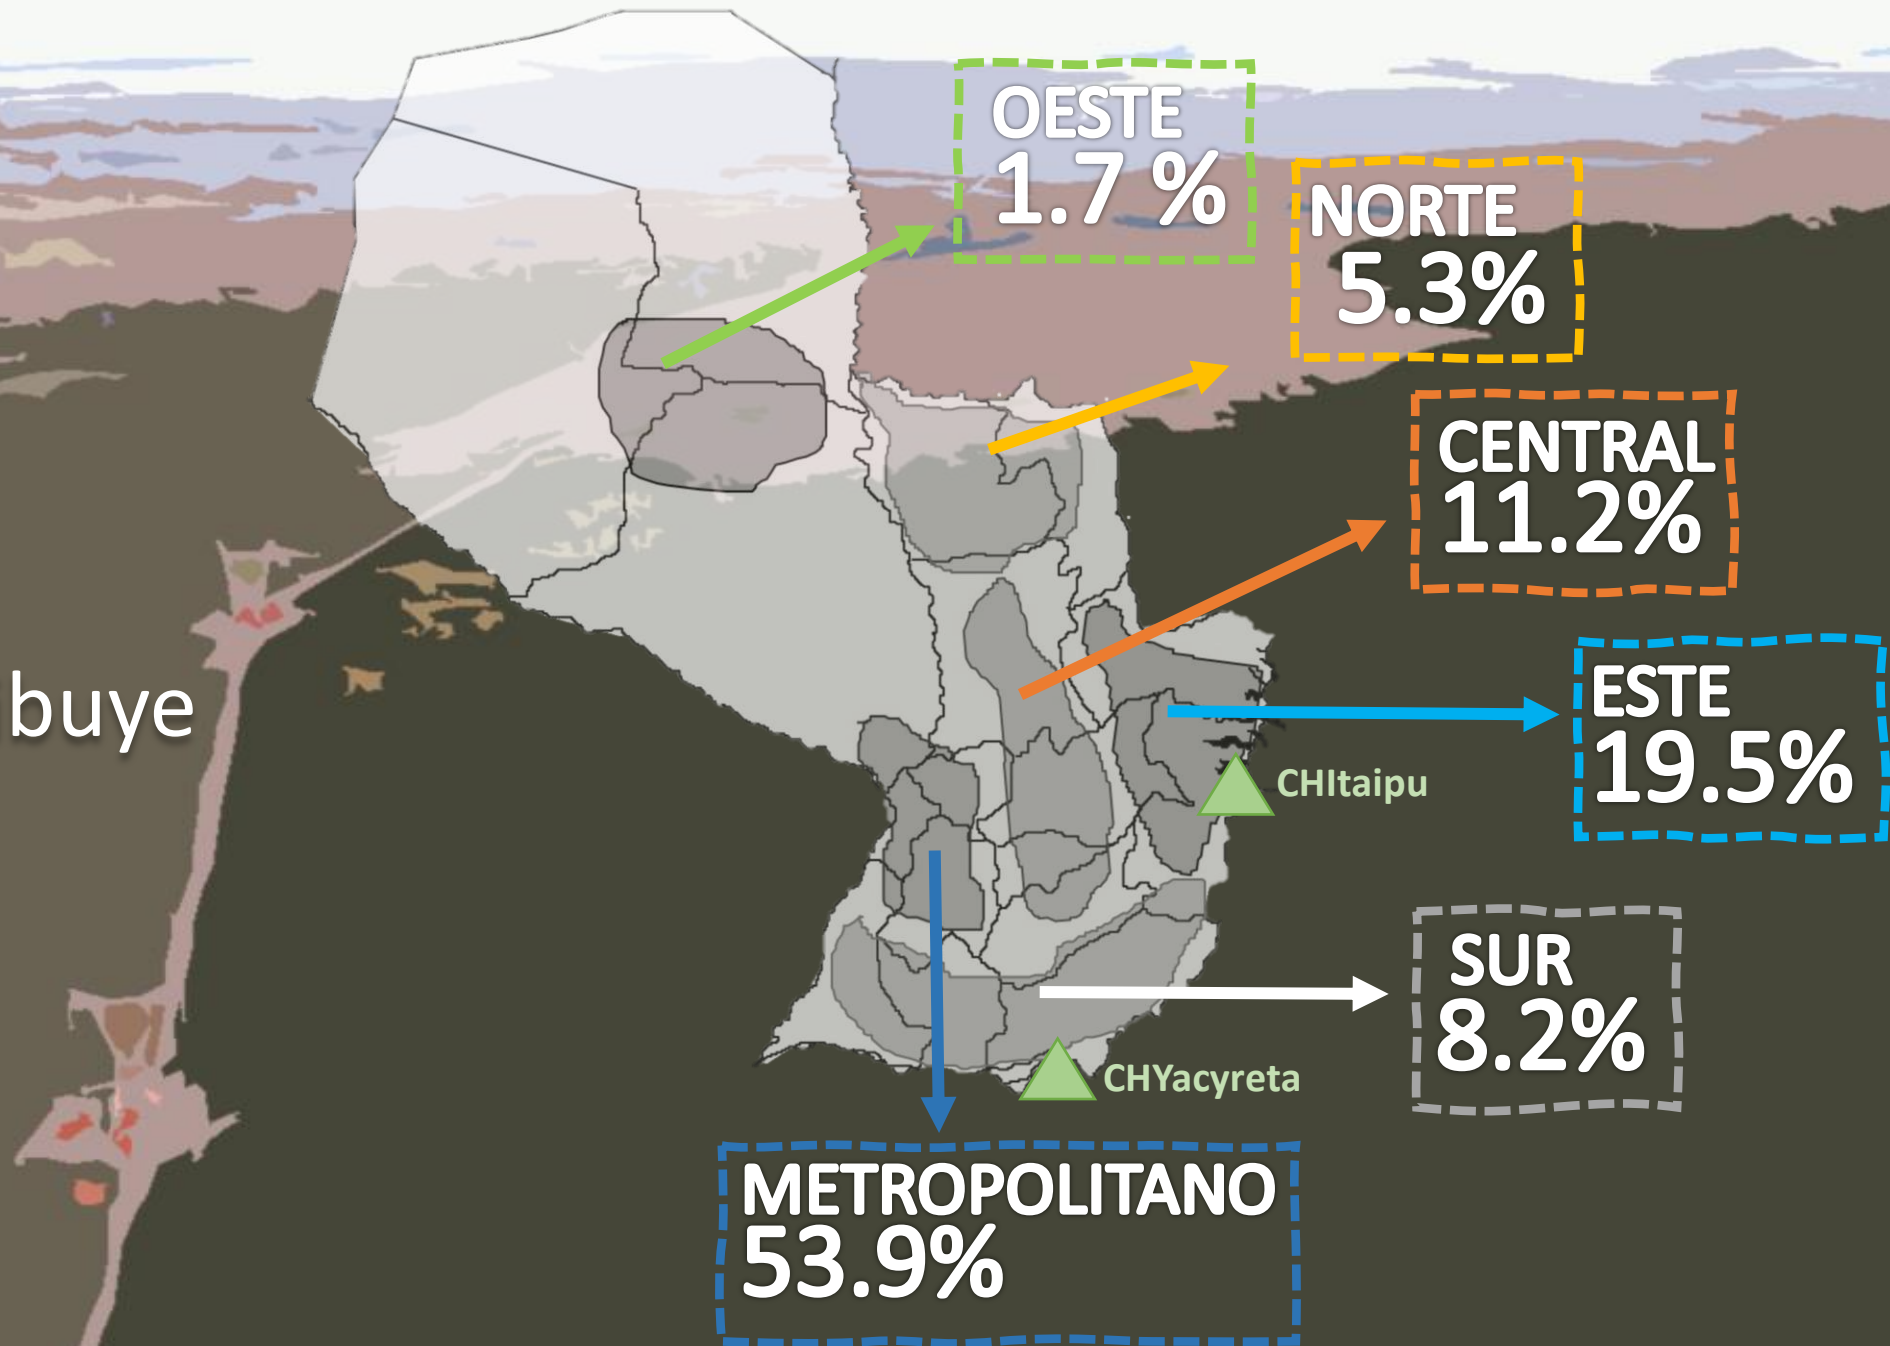 OESTE
1.7 %
NORTE
5.3%
CENTRAL
11.2%
ESTE
19.5%
buye
CHItaipu
SUR
8.2%
CHYacyreta
METROPOLITANO
53.9%